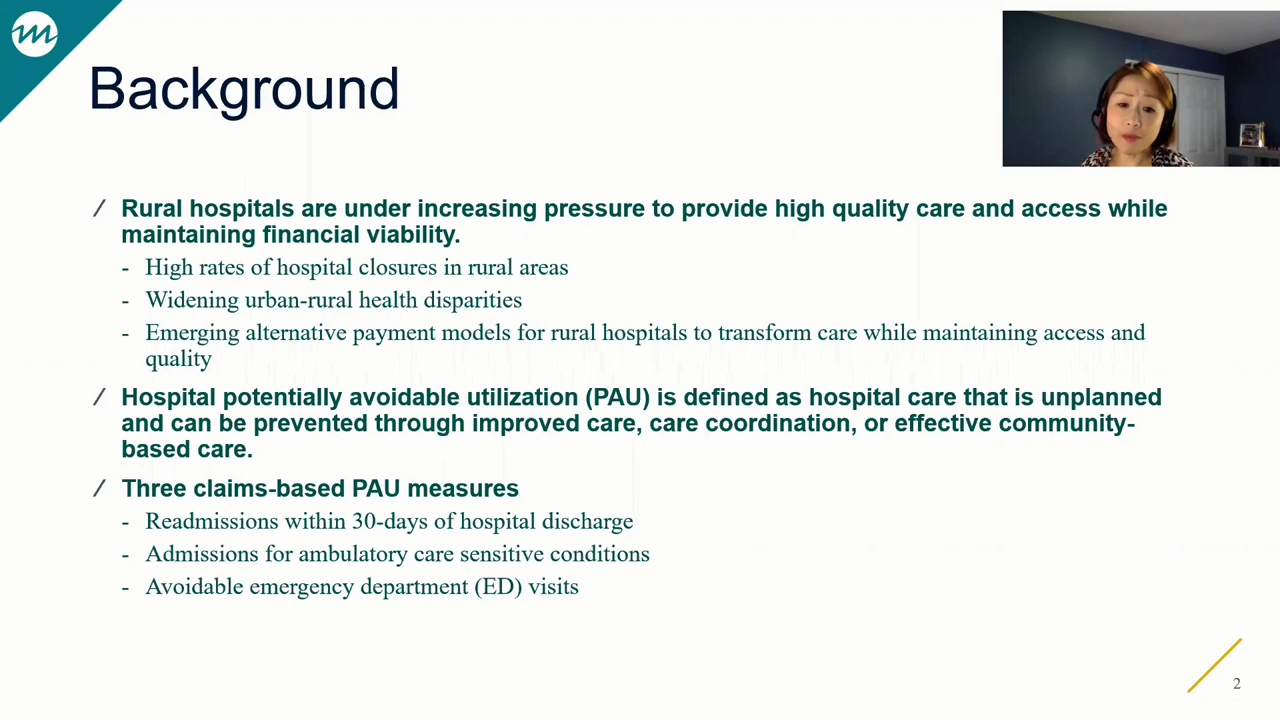 Background
/ Rural hospitals are under increasing pressure to provide high quality care and access while
maintaining financial viability.
- High rates of hospital closures in rural areas
- Widening urban-rural health disparities
- Emerging alternative payment models for rural hospitals to transform care while maintaining access and
quality
/ Hospital potentially avoidable utilization (PAU) is defined as hospital care that is unplanned
and can be prevented through improved care, care coordination, or effective community-
based care.
/ Three claims-based PAU measures
- Readmissions within 30-days of hospital discharge
- Admissions for ambulatory care sensitive conditions
- Avoidable emergency department (ED) visits
2